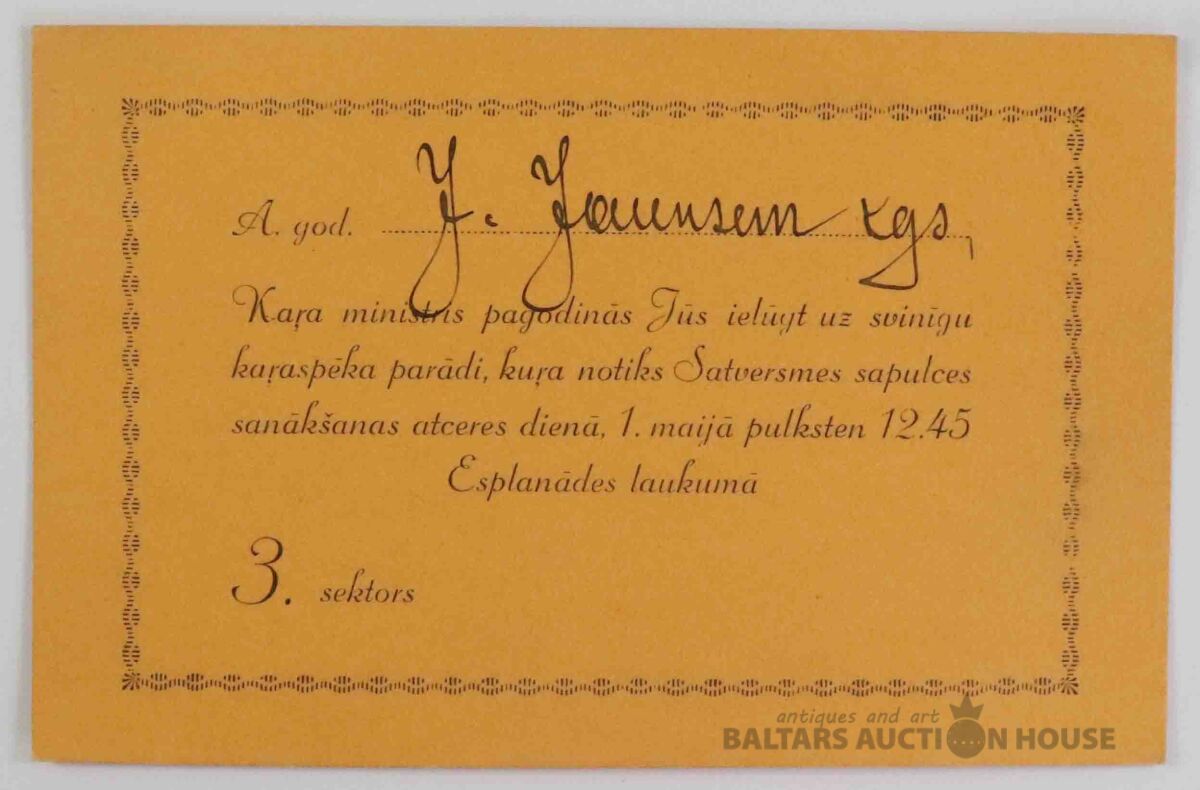 A. god. J. Jaunsem kgs,
Kaŗa ministris pagodinās Jūs ielūgt uz svinīgu
kaŗaspēka parādi, kuŗa notiks Satversmes sapulces
sanākšanas atceres dienā, 1. maijā pulksten 12.45
Esplanādes laukumā
3. sektors
antiques and art
BALTARS AUCTION HOUSE